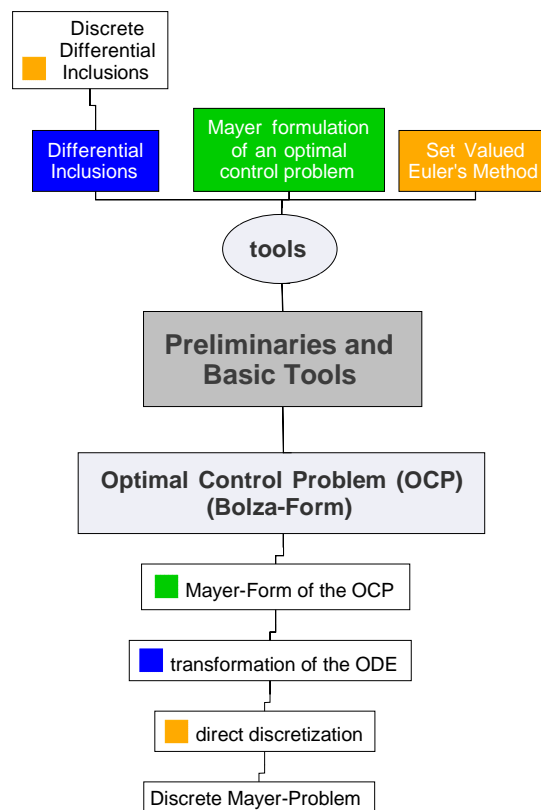 Discrete
Differential
Inclusions
Differential
Inclusions
Mayer formulation
of an optimal
control problem
Set Valued
Euler's Method
tools
Preliminaries and
Basic Tools
Optimal Control Problem (OCP)
(Bolza-Form)
Mayer-Form of the OCP
transformation of the ODE
direct discretization
Discrete Mayer-Problem